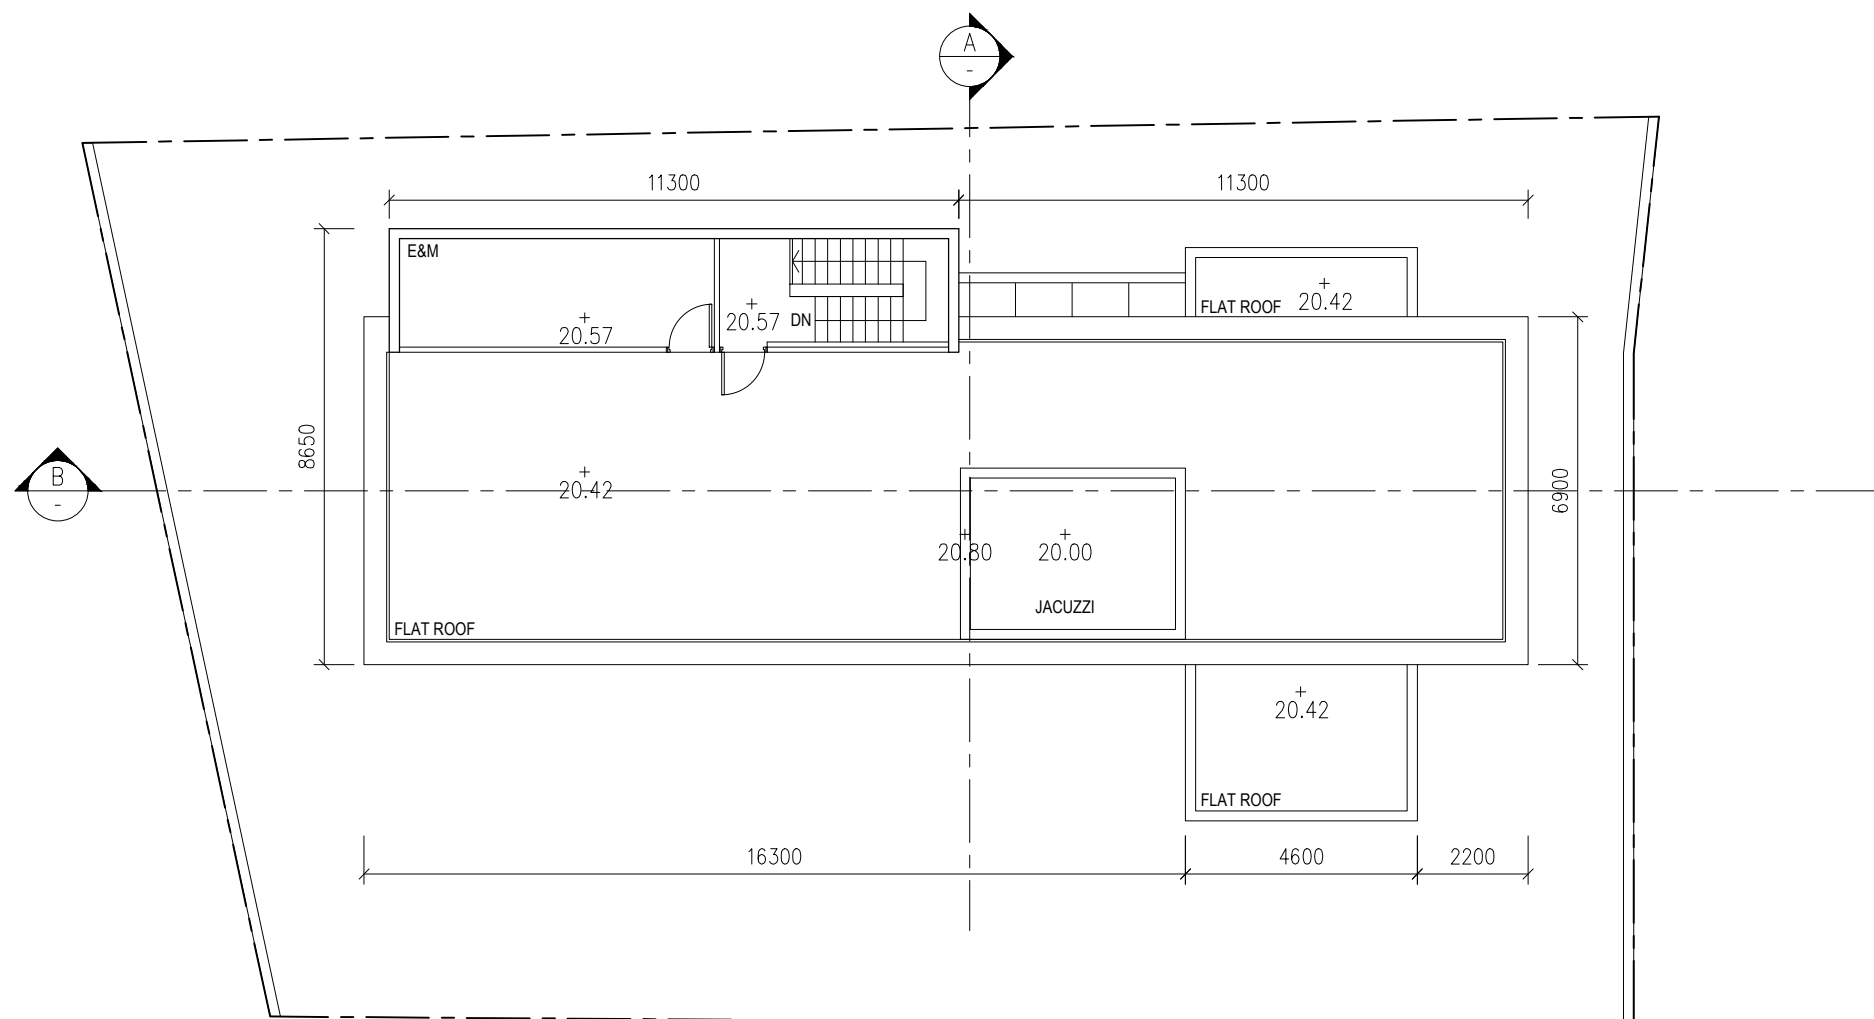 A
-
11300
11300
E&M
20.57
20.57
DN
FLAT ROOF
20.42
8650
B
-
20.42
6900
20.80
20.00
JACUZZI
FLAT ROOF
20.42
FLAT ROOF
16300
4600
2200